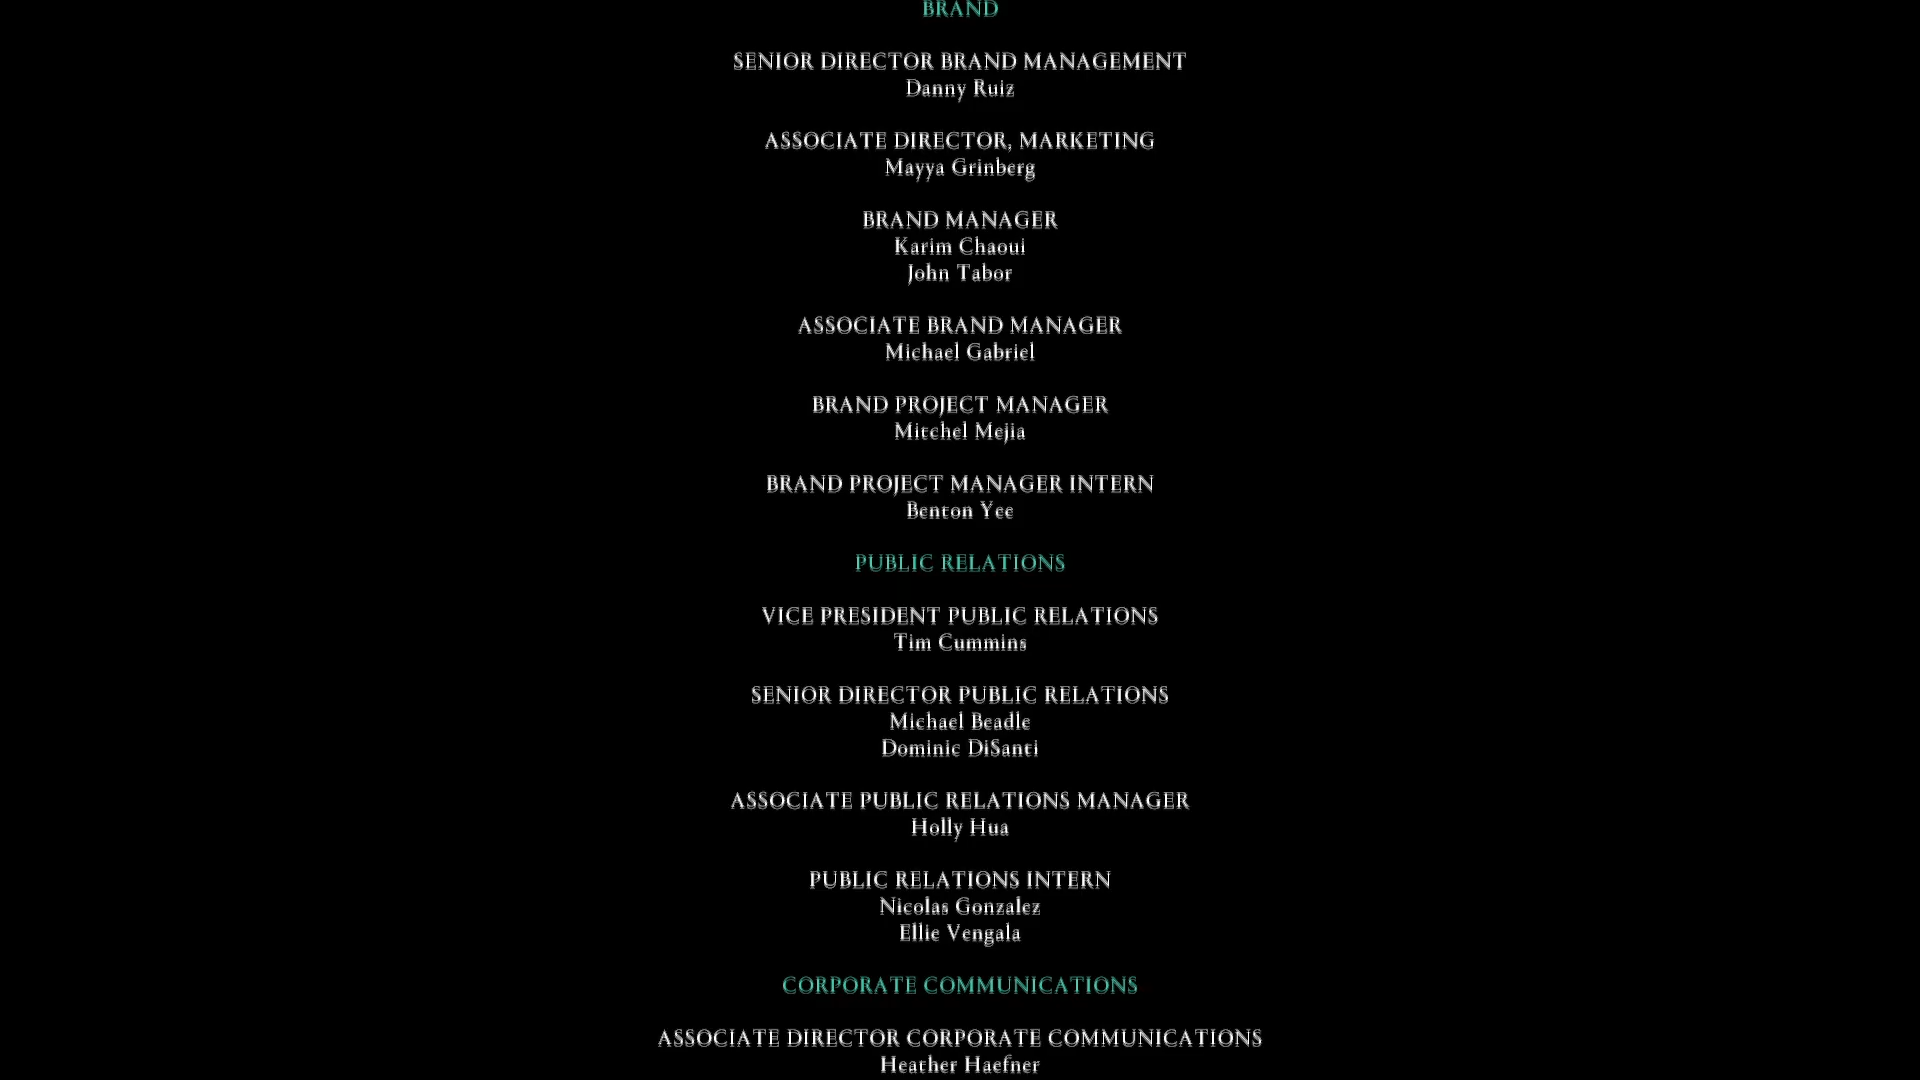 BRAND
SENIOR DIRECTOR BRAND MANAGEMENT
Danny Ruiz
ASSOCIATE DIRECTOR, MARKETING
Mayya Grinberg
BRAND MANAGER
Karim Chaoui
John Tabor
ASSOCIATE BRAND MANAGER
Michael Gabriel
BRAND PROJECT MANAGER
Mitchel Mejia
BRAND PROJECT MANAGER INTERN
Benton Yee
PUBLIC RELATIONS
VICE PRESIDENT PUBLIC RELATIONS
Tim Cummins
SENIOR DIRECTOR PUBLIC RELATIONS
Michael Beadle
Dominic DiSanti
ASSOCIATE PUBLIC RELATIONS MANAGER
Holly Hua
PUBLIC RELATIONS INTERN
Nicolas Gonzalez
Ellie Vengala
CORPORATE COMMUNICATIONS
ASSOCIATE DIRECTOR CORPORATE COMMUNICATIONS
Heather Haefner